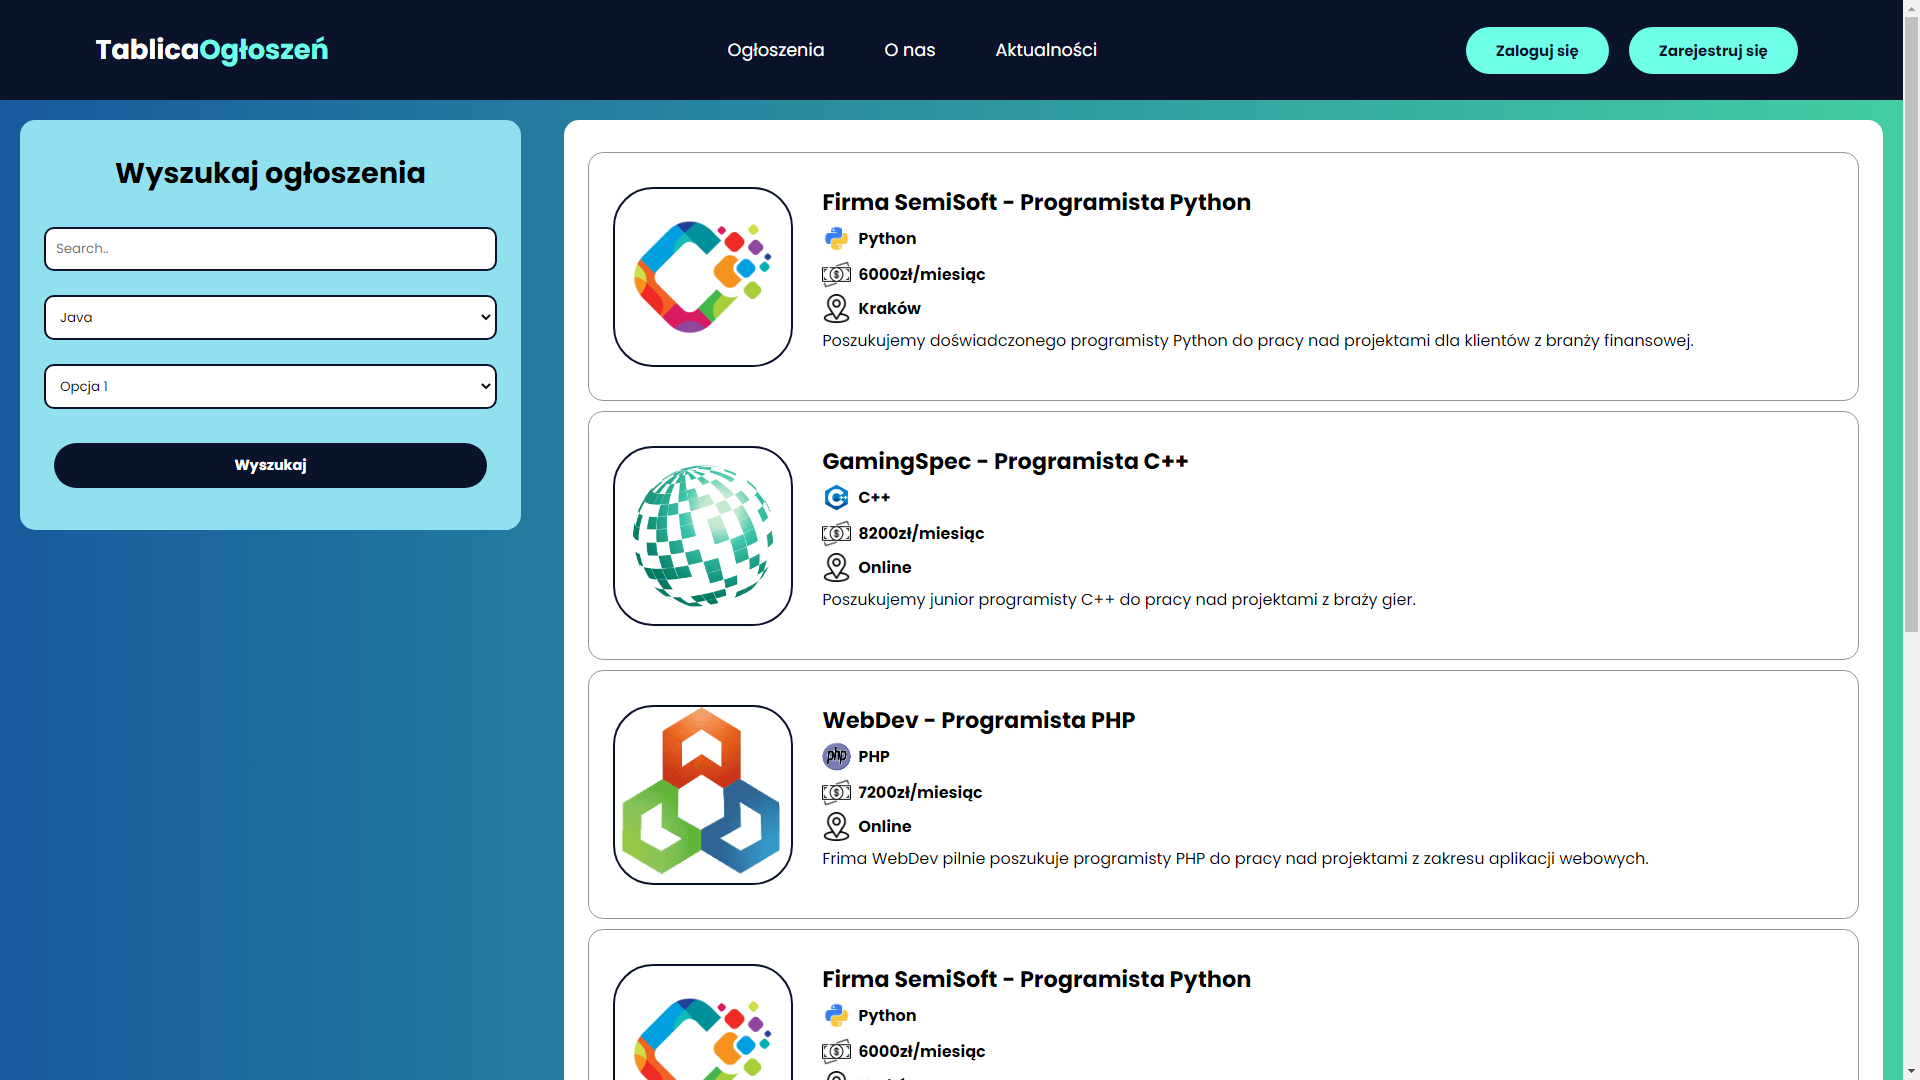 TablicaOgłoszeń
Ogłoszenia
O nas
Aktualności
Zaloguj się
Zarejestruj się
Wyszukaj ogłoszenia
Search..
Java
Opcja 1
Wyszukaj
Firma SemiSoft - Programista Python
Python
6000zł/miesiąc
Kraków
Poszukujemy doświadczonego programisty Python do pracy nad projektami dla klientów z branży finansowej.
GamingSpec - Programista C++
C++
8200zł/miesiąc
Online
Poszukujemy junior programisty C++ do pracy nad projektami z braży gier.
WebDev - Programista PHP
php
PHP
7200zł/miesiąc
Online
Frima WebDev pilnie poszukuje programisty PHP do pracy nad projektami z zakresu aplikacji webowych.
Firma SemiSoft - Programista Python
Python
6000zł/miesiąc